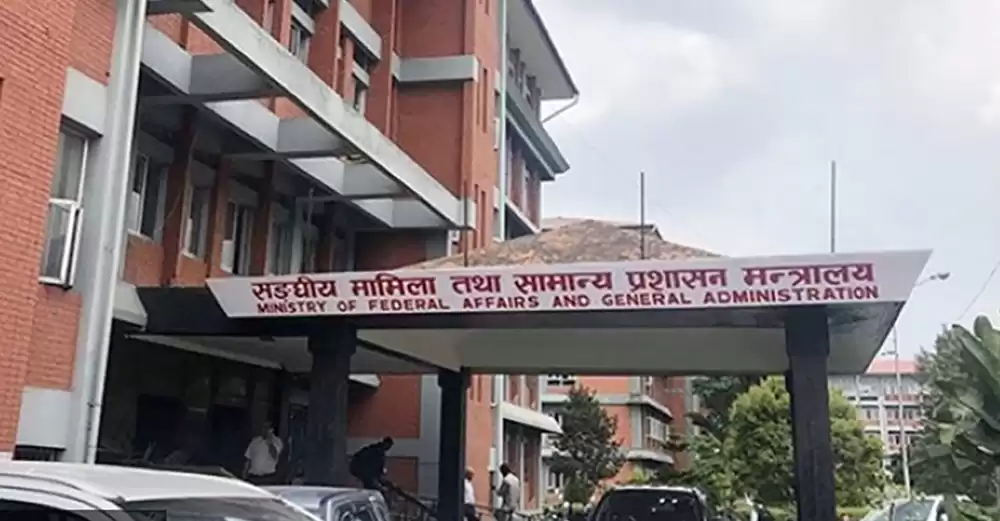 सङ्घीय मामिला तथा सामान्य प्रशासन मन्त्रालय
MINISTRY OF FEDERAL AFFAIRS AND GENERAL ADMINISTRATION